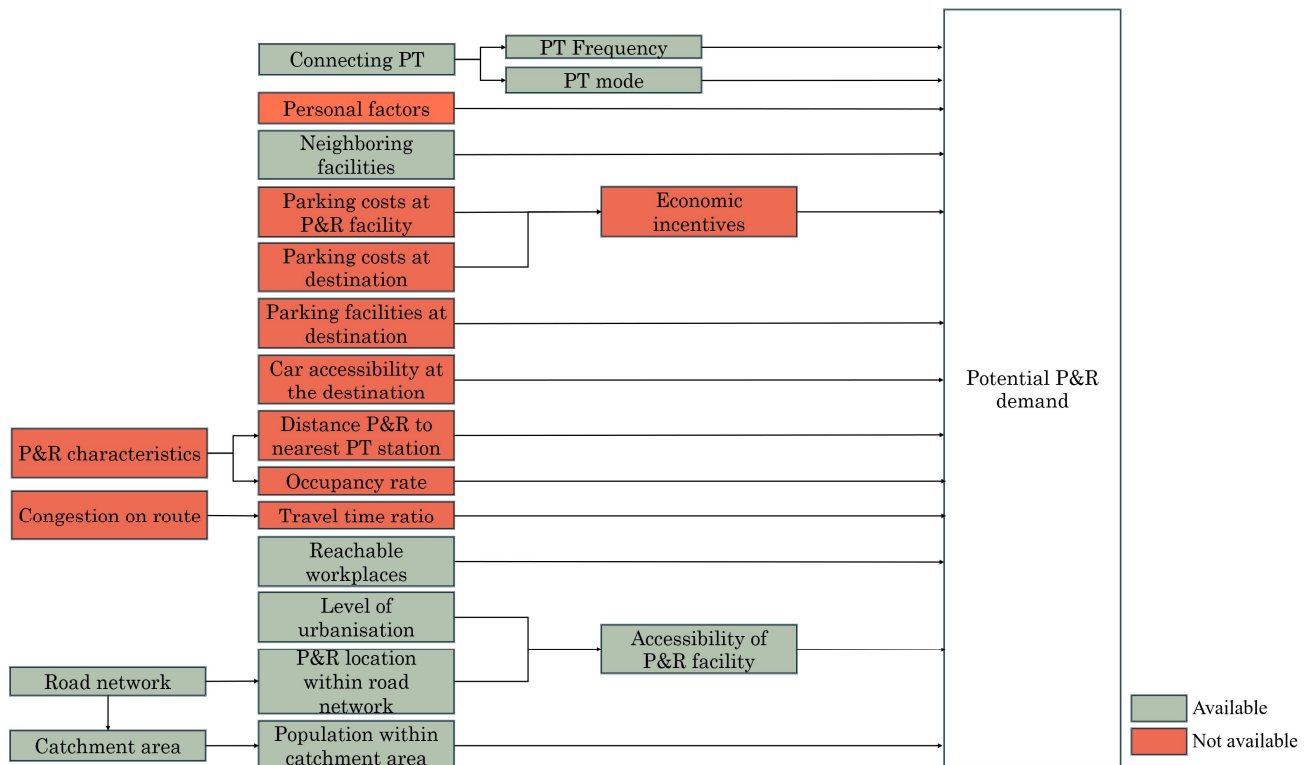 Connecting PT
PT Frequency
PT mode
Personal factors
Neighboring
facilities
Parking costs at
P&R facility
Economic
incentives
Parking costs at
destination
Parking facilities at
destination
Car accessibility at
the destination
Potential P&R
demand
P&R characteristics
Distance P&R to
nearest PT station
Occupancy rate
Congestion on route
Travel time ratio
Reachable
workplaces
Level of
urbanisation
Accessibility of
P&R facility
Road network
P&R location
within road
network
Catchment area
Population within
catchment area
Available
Not available